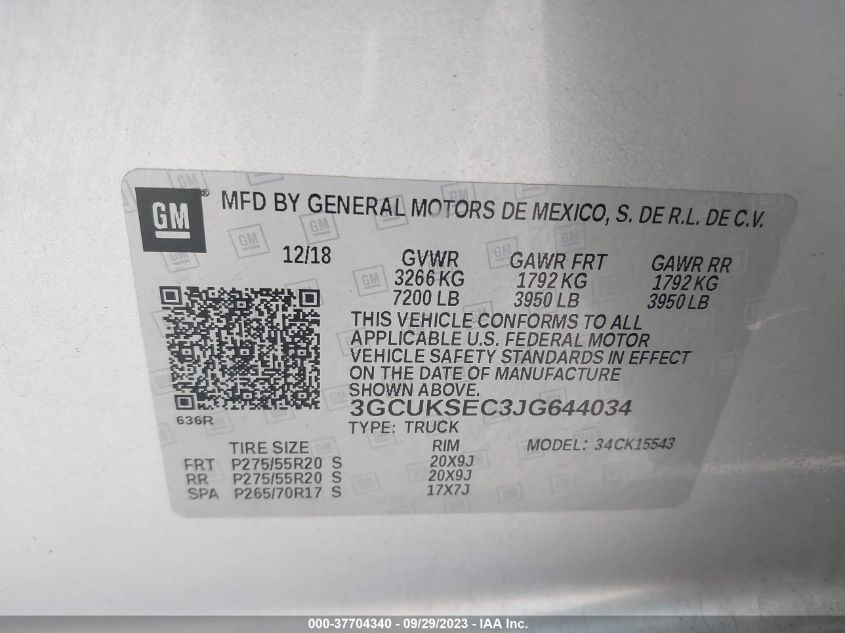 GM ® MFD BY GENERAL MOTORS DE MEXICO, S. DE R.L. DE C.V.
12/18 GVWR GAWR FRT GAWR RR
3266 KG 1792 KG 1792 KG
7200 LB 3950 LB 3950 LB
THIS VEHICLE CONFORMS TO ALL
APPLICABLE U.S. FEDERAL MOTOR
VEHICLE SAFETY STANDARDS IN EFFECT
ON THE DATE OF MANUFACTURE
SHOWN ABOVE.
3GCUKSEC3JG644034
636R TYPE: TRUCK
TIRE SIZE RIM MODEL: 34CK15543
FRT P275/55R20 S 20X9J
RR P275/55R20 S 20X9J
SPA P265/70R17 S 17X7J
000-37704340 - 09/29/2023 - IAA Inc.